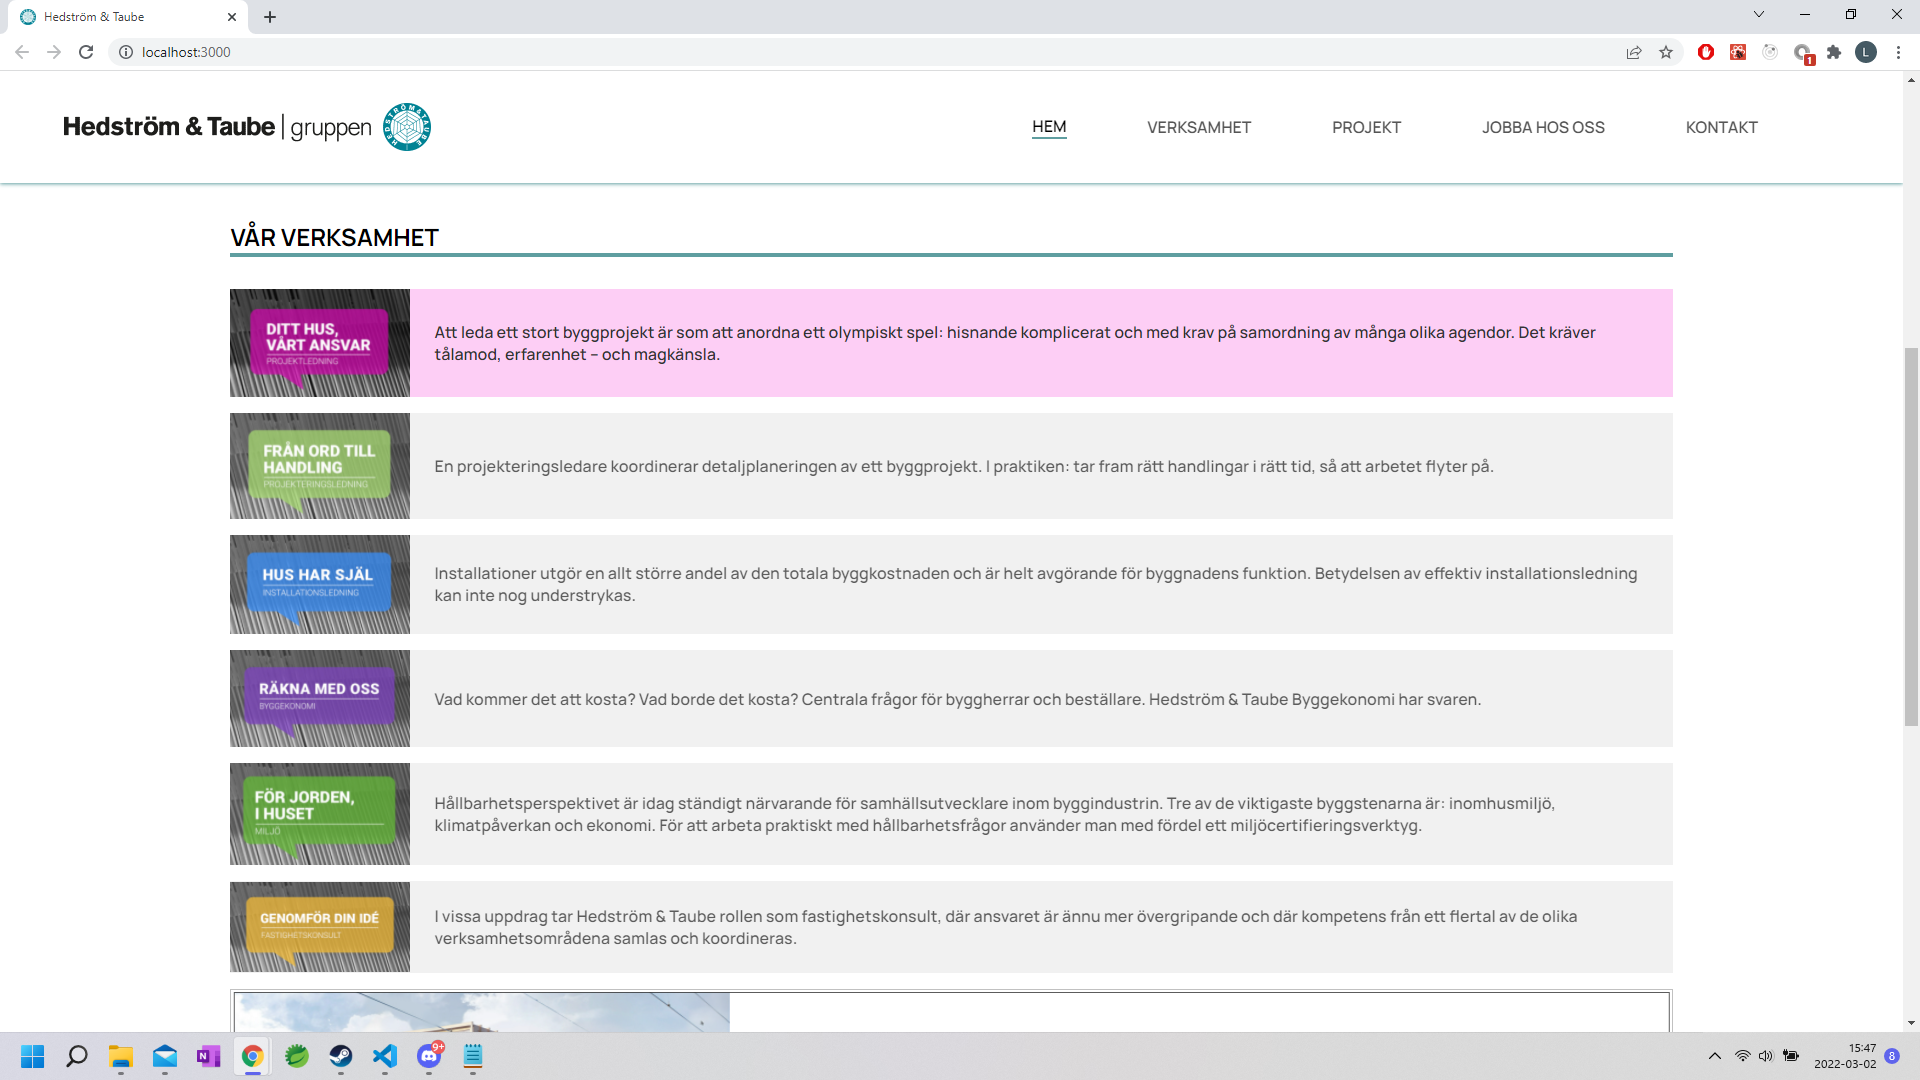 Hedström & Taube
localhost:3000
1
L
Hedström & Taube | gruppen
HEDSTRÖM & TAUBE
HEM
VERKSAMHET
PROJEKT
JOBBA HOS OSS
KONTAKT
VÅR VERKSAMHET
DITT HUS,
VÅRT ANSVAR
PROJEKTLEDNING
Att leda ett stort byggprojekt är som att anordna ett olympiskt spel: hisnande komplicerat och med krav på samordning av många olika agendor. Det kräver
tålamod, erfarenhet – och magkänsla.
FRÅN ORD TILL
HANDLING
PROJEKTERINGSLEDNING
En projekteringsledare koordinerar detaljplaneringen av ett byggprojekt. I praktiken: tar fram rätt handlingar i rätt tid, så att arbetet flyter på.
HUS HAR SJÄL
INSTALLATIONSLEDNING
Installationer utgör en allt större andel av den totala byggkostnaden och är helt avgörande för byggnadens funktion. Betydelsen av effektiv installationsledning
kan inte nog understrykas.
RÄKNA MED OSS
BYGGEKONOMI
Vad kommer det att kosta? Vad borde det kosta? Centrala frågor för byggherrar och beställare. Hedström & Taube Byggekonomi har svaren.
FÖR JORDEN,
I HUSET
MILJÖ
Hållbarhetsperspektivet är idag ständigt närvarande för samhällsutvecklare inom byggindustrin. Tre av de viktigaste byggstenarna är: inomhusmiljö,
klimatpåverkan och ekonomi. För att arbeta praktiskt med hållbarhetsfrågor använder man med fördel ett miljöcertifieringsverktyg.
GENOMFÖR DIN IDÉ
FASTIGHETSKONSULT
I vissa uppdrag tar Hedström & Taube rollen som fastighetskonsult, där ansvaret är ännu mer övergripande och där kompetens från ett flertal av de olika
verksamhetsområdena samlas och koordineras.
N
9+
15:47
2022-03-02
8